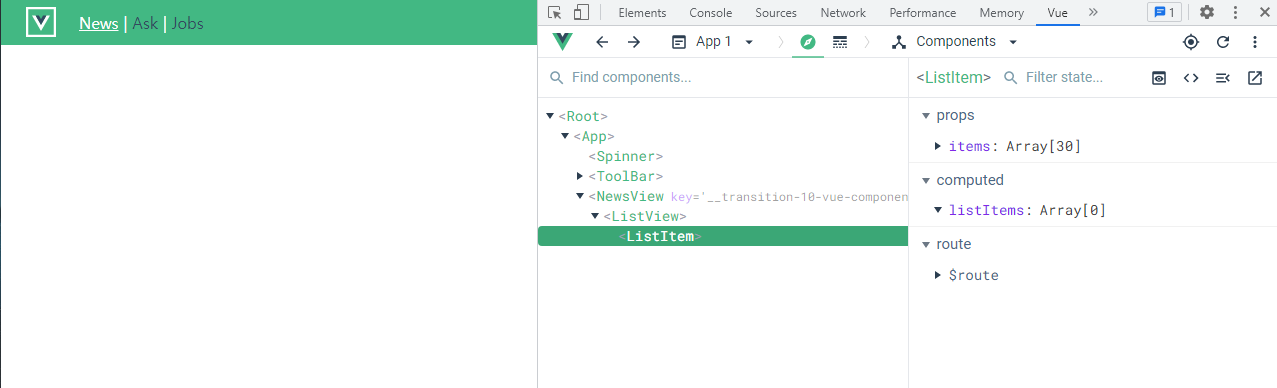 News | Ask | Jobs
Elements Console Sources Network Performance Memory Vue » 1
App 1 Components
Find components...
<ListItem> Filter state...
<Root>
<App>
<Spinner>
<ToolBar>
<NewsView key='__transition-10-vue-componen
<ListView>
<ListItem>
props
items: Array[30]
computed
listItems: Array[0]
route
$route